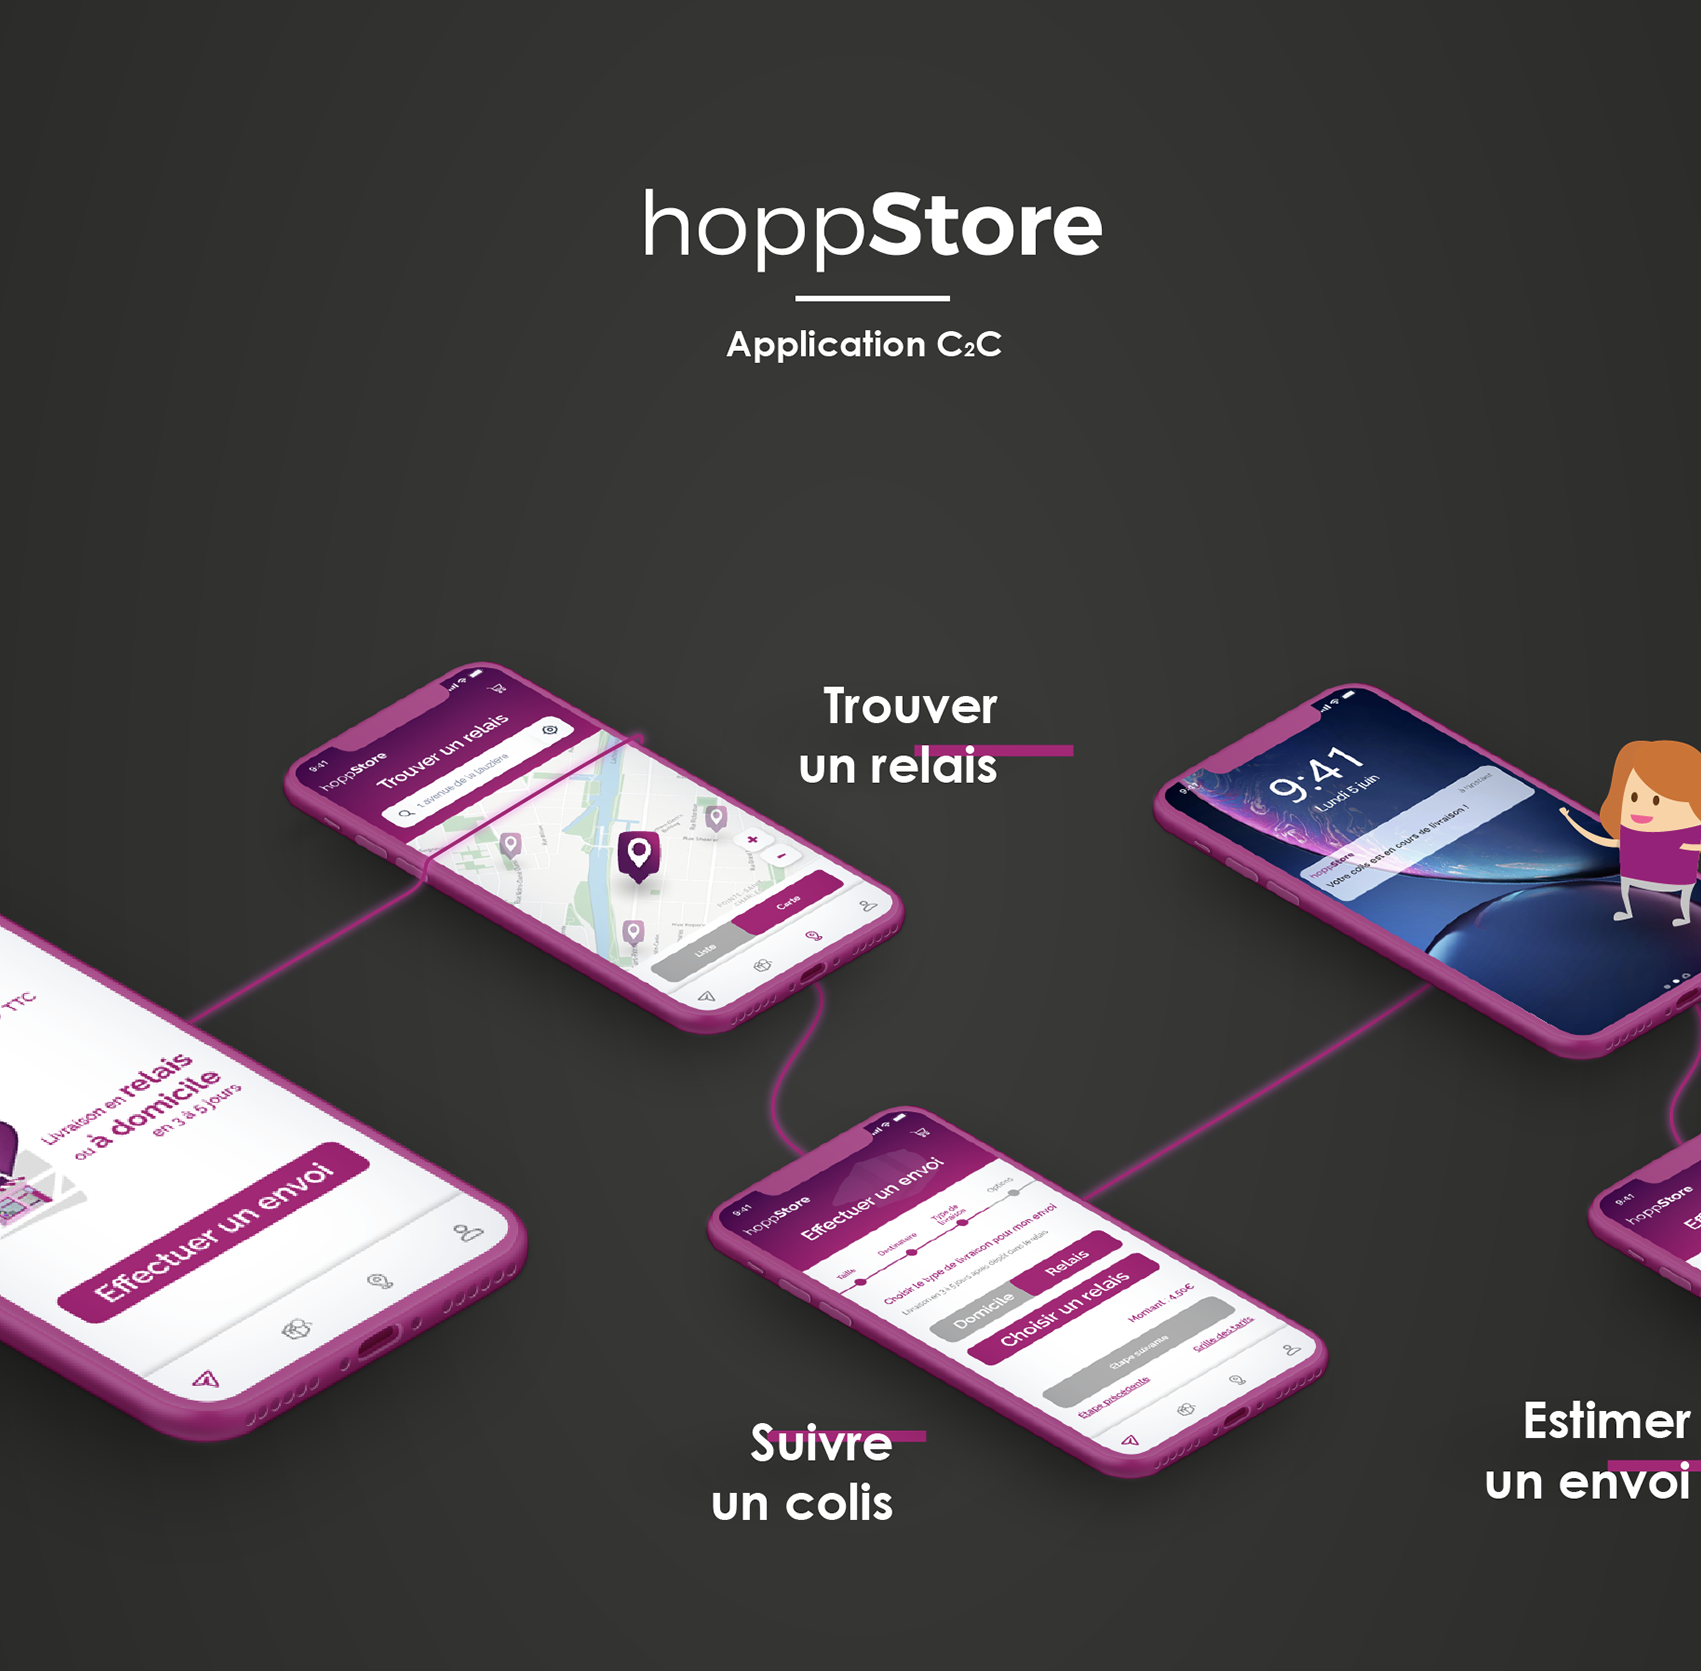 hoppStore
Application C2C
Trouver
un relais
9:41
hoppStore
Trouver un relais
1 avenue de la Lauzière
Liste
Carte
9:41
9:41
Lundi 5 juin
hoppStore
à l'instant
Votre colis est en cours de livraison !
TTC
Livraison en relais
ou à domicile
en 3 à 5 jours
Effectuer un envoi
9:41
hoppStore
Effectuer un envoi
Taille
Destinataire
Type de
livraison
Options
Choisir le type de livraison pour mon envoi
Livraison en 3 à 5 jours après dépôt dans le relais
Domicile
Relais
Choisir un relais
Montant : 4.50€
Étape suivante
Étape précédente
Grille des tarifs
Suivre
un colis
9:41
hoppStore
Estimer
un envoi